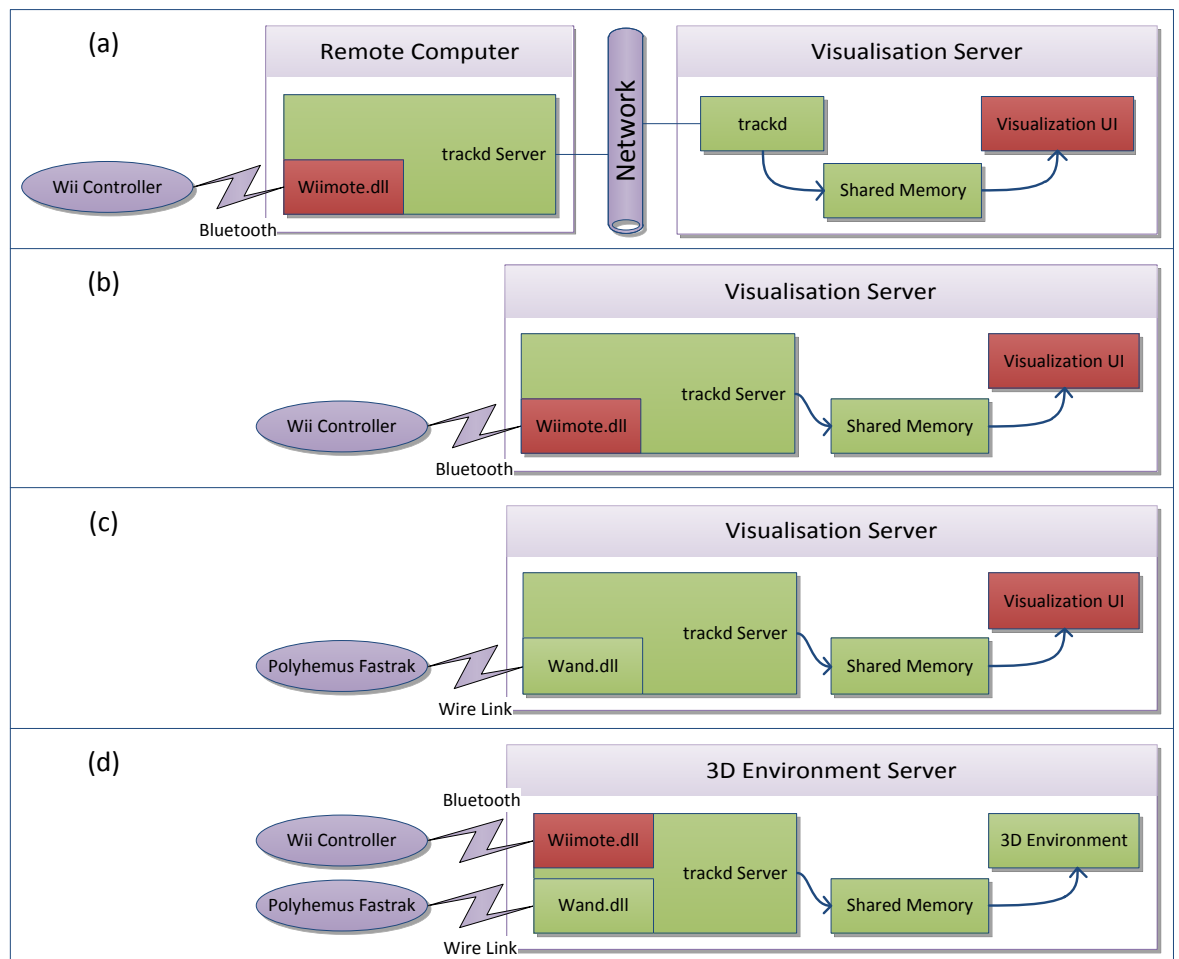 (a)
Remote Computer
Visualisation Server
Network
trackd
Visualization UI
trackd Server
Wii Controller
Wiimote.dll
Shared Memory
Bluetooth
(b)
Visualisation Server
Visualization UI
trackd Server
Wii Controller
Wiimote.dll
Shared Memory
Bluetooth
(c)
Visualisation Server
Visualization UI
trackd Server
Polyhemus Fastrak
Wand.dll
Shared Memory
Wire Link
(d)
3D Environment Server
Bluetooth
Wii Controller
Wiimote.dll
3D Environment
trackd Server
Polyhemus Fastrak
Wand.dll
Shared Memory
Wire Link